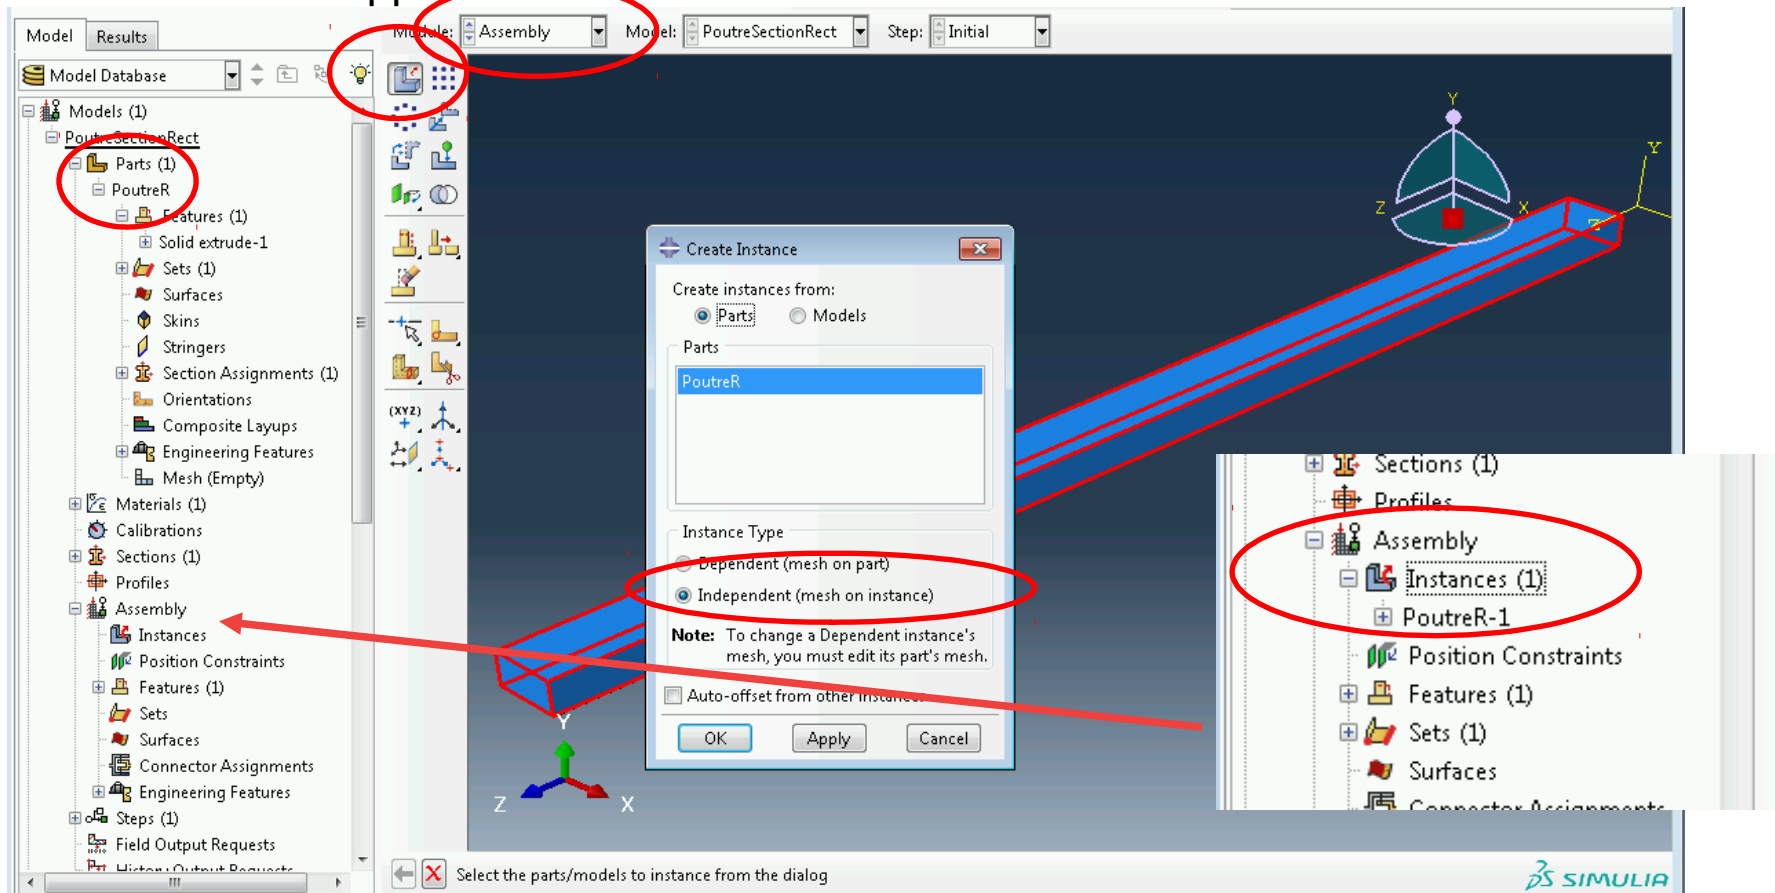 Model Results
Module: Assembly Model: PoutreSectionRect Step: Initial
Model Database
Models (1)
PoutreSectionRect
Parts (1)
PoutreR
Features (1)
Solid extrude-1
Sets (1)
Surfaces
Skins
Stringers
Section Assignments (1)
Orientations
Composite Layups
Engineering Features
Mesh (Empty)
Materials (1)
Calibrations
Sections (1)
Profiles
Assembly
Instances
Position Constraints
Features (1)
Sets
Surfaces
Connector Assignments
Engineering Features
Steps (1)
Field Output Requests
History Output Requests
(XYZ)
Create Instance
Create instances from:
Parts Models
Parts
PoutreR
Instance Type
Dependent (mesh on part)
Independent (mesh on instance)
Note: To change a Dependent instance's
mesh, you must edit its part's mesh.
Auto-offset from other instances
OK Apply Cancel
Y
Z X
Y
Z
Y
Z X
Sections (1)
Profiles
Assembly
Instances (1)
PoutreR-1
Position Constraints
Features (1)
Sets (1)
Surfaces
Connector Assignments
Select the parts/models to instance from the dialog
SIMULIA